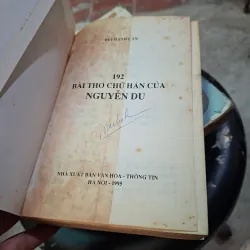 192
BÀI THƠ CHỮ HÁN CỦA
NGUYỄN DU
NHÀ XUẤT BẢN VĂN HÓA - THÔNG TIN
HÀ NỘI - 1995